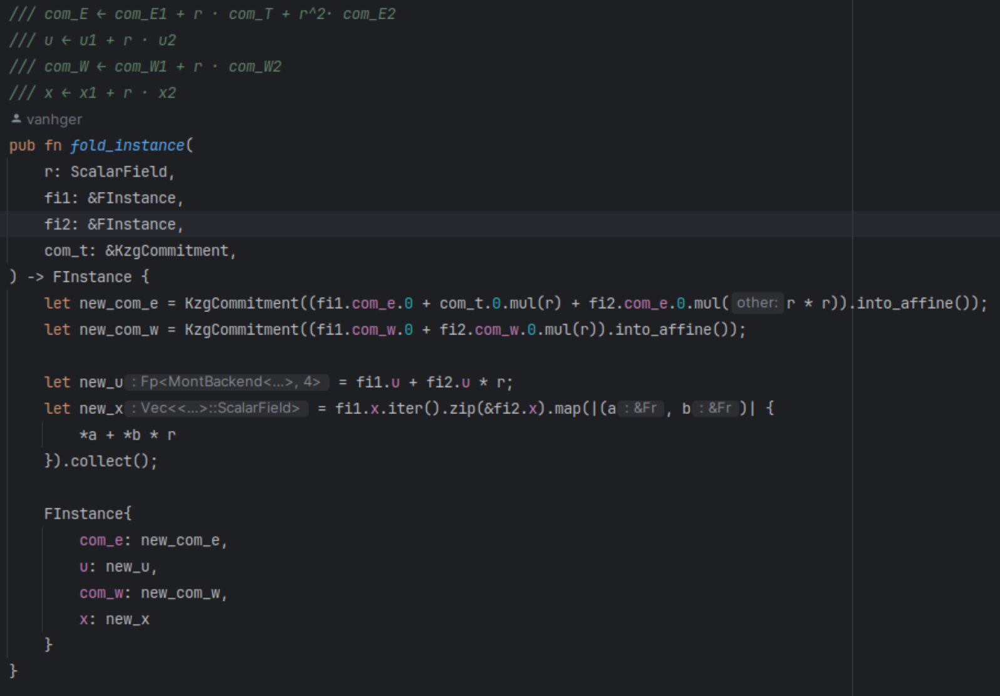 /// com_E ← com_E1 + r · com_T + r^2· com_E2
/// u ← u1 + r · u2
/// com_W ← com_W1 + r · com_W2
/// x ← x1 + r · x2
vanhger
pub fn fold_instance(
    r: ScalarField,
    fi1: &FInstance,
    fi2: &FInstance,
    com_t: &KzgCommitment,
) -> FInstance {
    let new_com_e = KzgCommitment((fi1.com_e.0 + com_t.0.mul(r) + fi2.com_e.0.mul( other: r * r)).into_affine());
    let new_com_w = KzgCommitment((fi1.com_w.0 + fi2.com_w.0.mul(r)).into_affine());
    let new_u : Fp<MontBackend<...>, 4> = fi1.u + fi2.u * r;
    let new_x : Vec<<...>::ScalarField> = fi1.x.iter().zip(&fi2.x).map(|(a : &Fr , b : &Fr )| {
        *a + *b * r
    }).collect();
    FInstance{
        com_e: new_com_e,
        u: new_u,
        com_w: new_com_w,
        x: new_x
    }
}